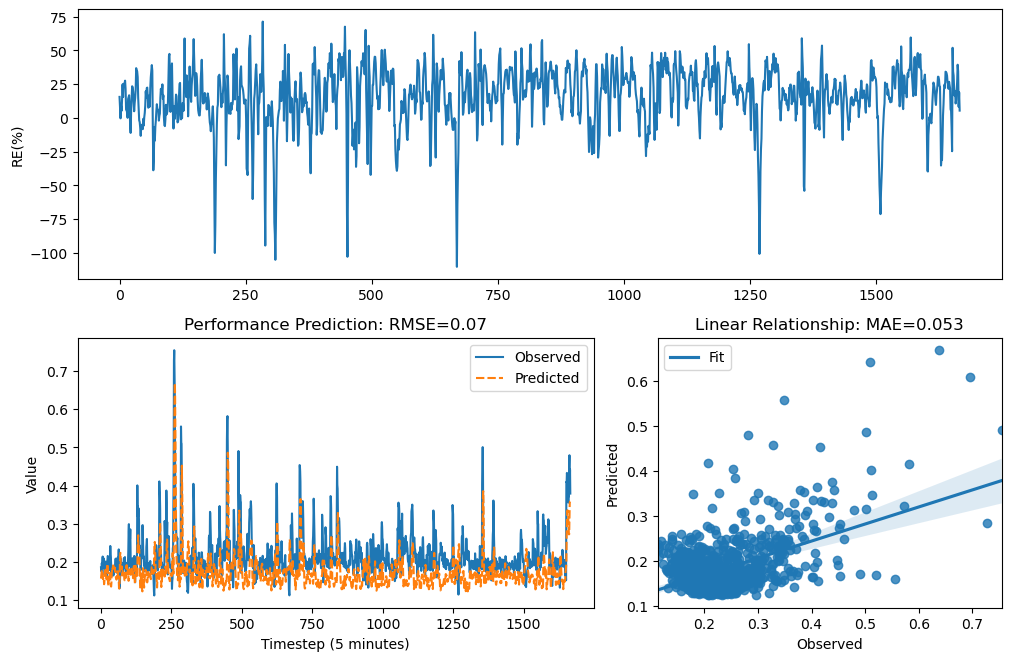 RE(%)
75
50
25
0
−25
−50
−75
−100
0 250 500 750 1000 1250 1500
Performance Prediction: RMSE=0.07
Value
0.7
0.6
0.5
0.4
0.3
0.2
0.1
Observed
Predicted
0 250 500 750 1000 1250 1500
Timestep (5 minutes)
Linear Relationship: MAE=0.053
Predicted
0.6
0.5
0.4
0.3
0.2
0.1
Fit
0.2 0.3 0.4 0.5 0.6 0.7
Observed